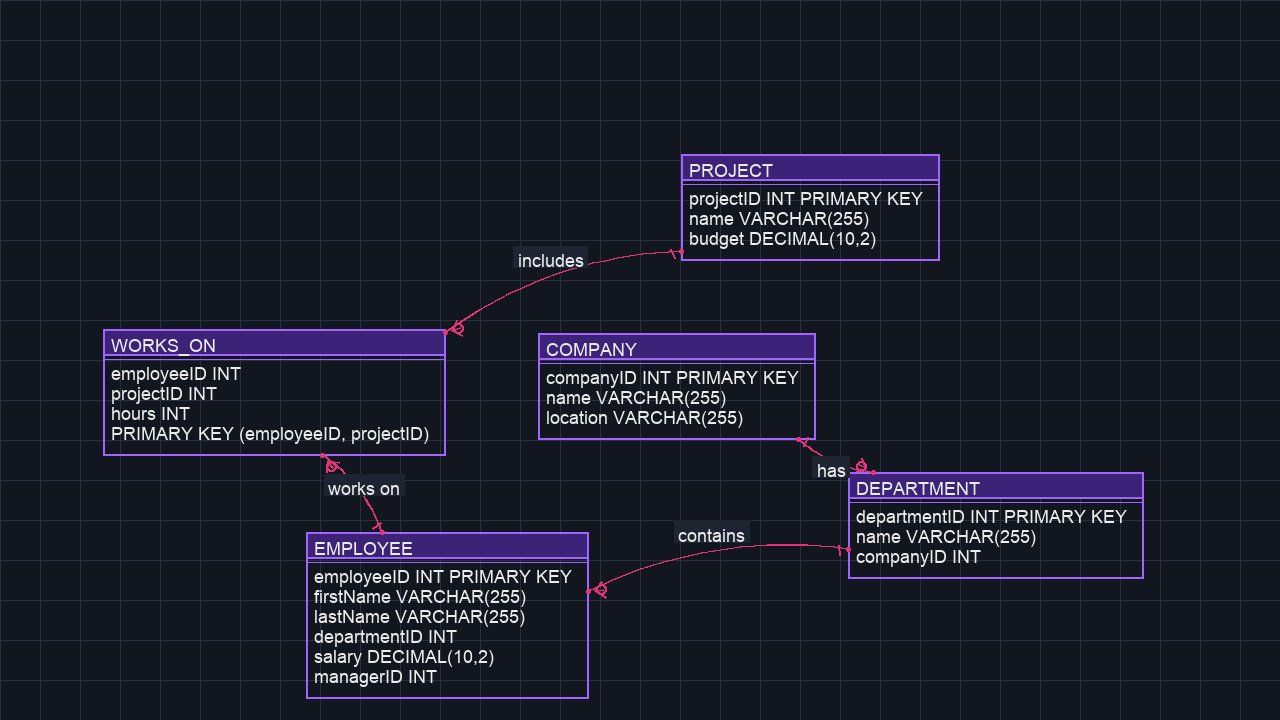 PROJECT
projectID INT PRIMARY KEY
name VARCHAR(255)
budget DECIMAL(10,2)
includes
WORKS_ON
employeeID INT
projectID INT
hours INT
PRIMARY KEY (employeeID, projectID)
COMPANY
companyID INT PRIMARY KEY
name VARCHAR(255)
location VARCHAR(255)
has
works on
DEPARTMENT
departmentID INT PRIMARY KEY
name VARCHAR(255)
companyID INT
contains
EMPLOYEE
employeeID INT PRIMARY KEY
firstName VARCHAR(255)
lastName VARCHAR(255)
departmentID INT
salary DECIMAL(10,2)
managerID INT